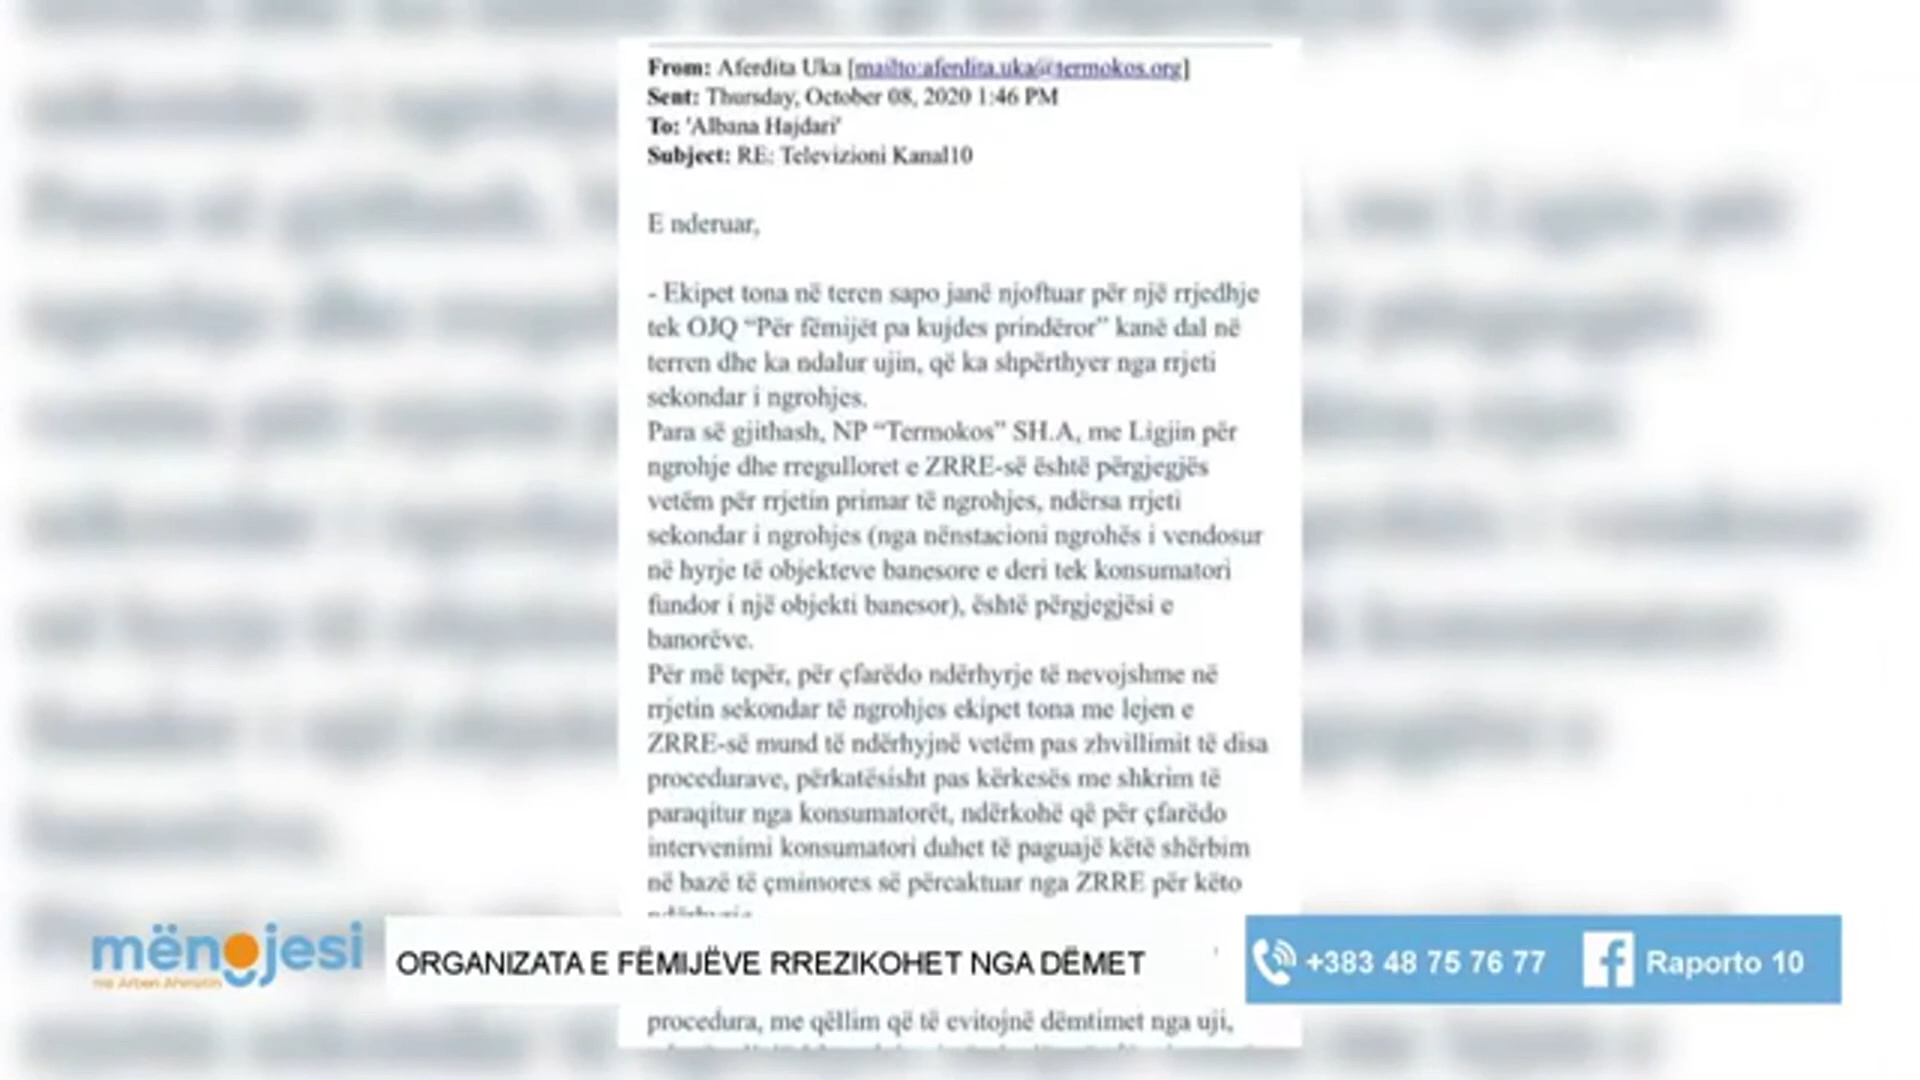 From: Aferdita Uka [mailto:aferdita.uka@termokos.org]
Sent: Thursday, October 08, 2020 1:46 PM
To: 'Albana Hajdari'
Subject: RE: Televizioni Kanal10
E nderuar,
- Ekipet tona në teren sapo janë njoftuar për një rrjedhje
tek OJQ “Për fëmijët pa kujdes prindëror” kanë dal në
terren dhe ka ndalur ujin, që ka shpërthyer nga rrjeti
sekondar i ngrohjes.
Para së gjithash, NP “Termokos” SH.A, me Ligjin për
ngrohje dhe rregulloret e ZRRE-së është përgjegjës
vetëm për rrjetin primar të ngrohjes, ndërsa rrjeti
sekondar i ngrohjes (nga nënstacioni ngrohës i vendosur
në hyrje të objekteve banesore e deri tek konsumatori
fundor i një objekti banesor), është përgjegjësi e
banorëve.
Për më tepër, për çfarëdo ndërhyrje të nevojshme në
rrjetin sekondar të ngrohjes ekipet tona me lejen e
ZRRE-së mund të ndërhyjnë vetëm pas zhvillimit të disa
procedurave, përkatësisht pas kërkesës me shkrim të
paraqitur nga konsumatorët, ndërkohë që për çfarëdo
intervenimi konsumatori duhet të paguajë këtë shërbim
në bazë të çmimores së përcaktuar nga ZRRE për këto
mëngjesi
me Arben Ahmetin
ORGANIZATA E FËMIJËVE RREZIKOHET NGA DËMET
+383 48 75 76 77
Raporto 10
procedura, me qëllim që të evitojnë dëmtimet nga uji,